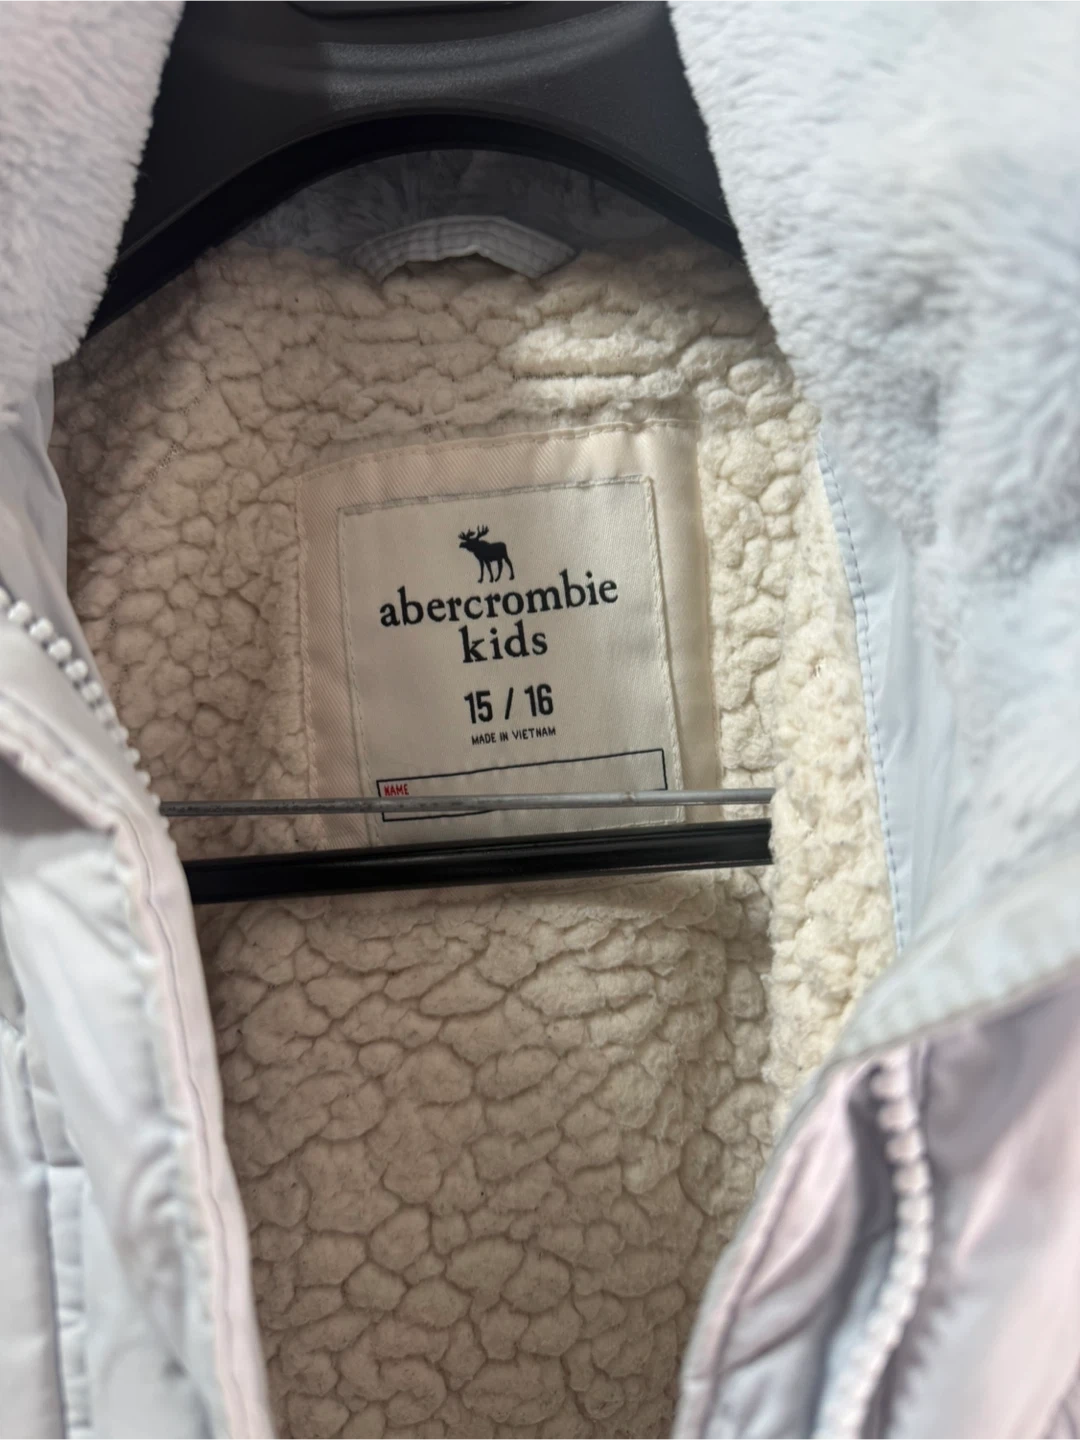 abercrombie
kids
15 / 16
MADE IN VIETNAM
NAME